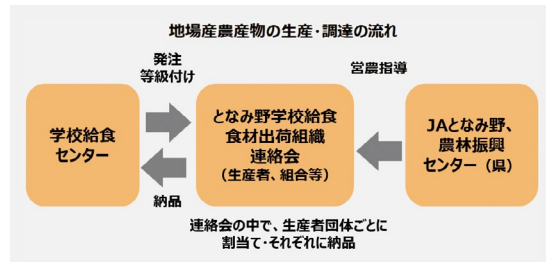 地場産農産物の生産・調達の流れ
発注
等級付け
営農指導
学校給食
センター
となみ野学校給食
食材出荷組織
連絡会
(生産者、組合等)
JAとなみ野、
農林振興
センター（県）
納品
連絡会の中で、生産者団体ごとに
割当て・それぞれに納品